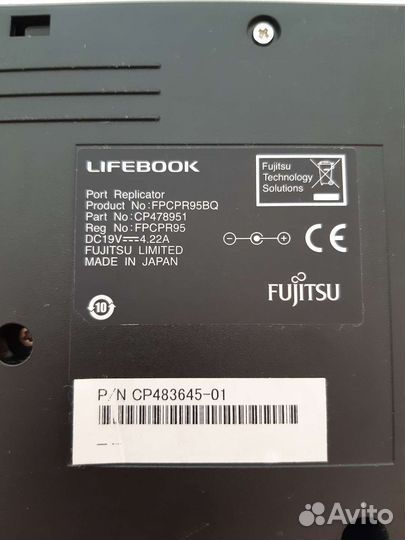 LIFEBOOK
Port Replicator
Product No:FPCPR95BQ
Part No:CP478951
Reg No:FPCPR95
DC19V⎓4.22A
FUJITSU LIMITED
MADE IN JAPAN
Fujitsu
Technology
Solutions
CE
10
FUJITSU
P/N CP483645-01
Avito